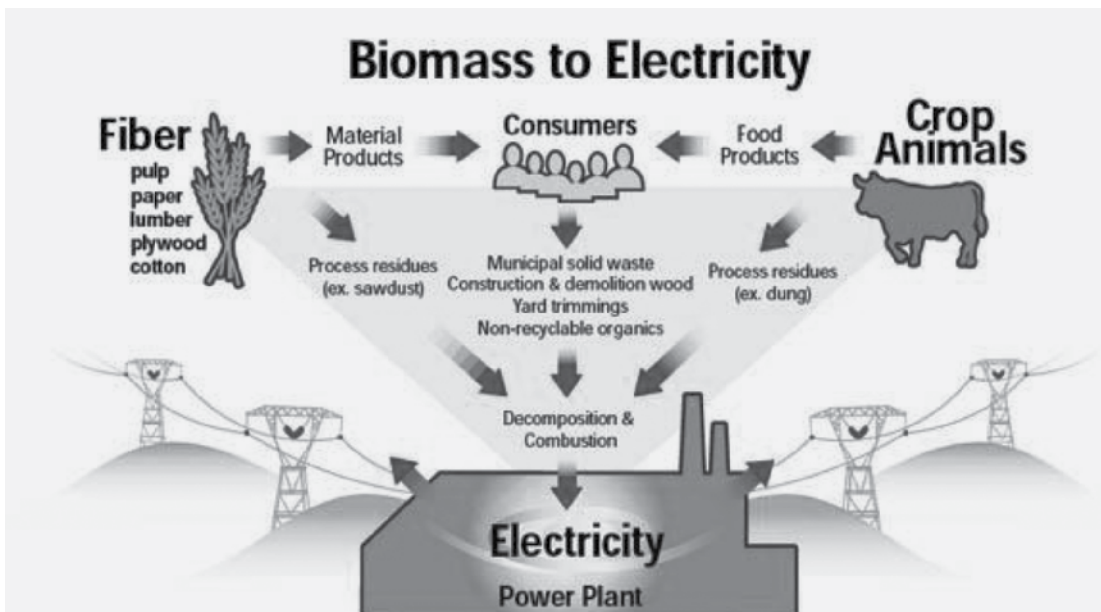 Biomass to Electricity
Fiber
pulp
paper
lumber
plywood
cotton
Material
Products
Consumers
Food
Products
Crop
Animals
Process residues
(ex. sawdust)
Municipal solid waste
Construction & demolition wood
Yard trimmings
Non-recyclable organics
Process residues
(ex. dung)
Decomposition &
Combustion
Electricity
Power Plant